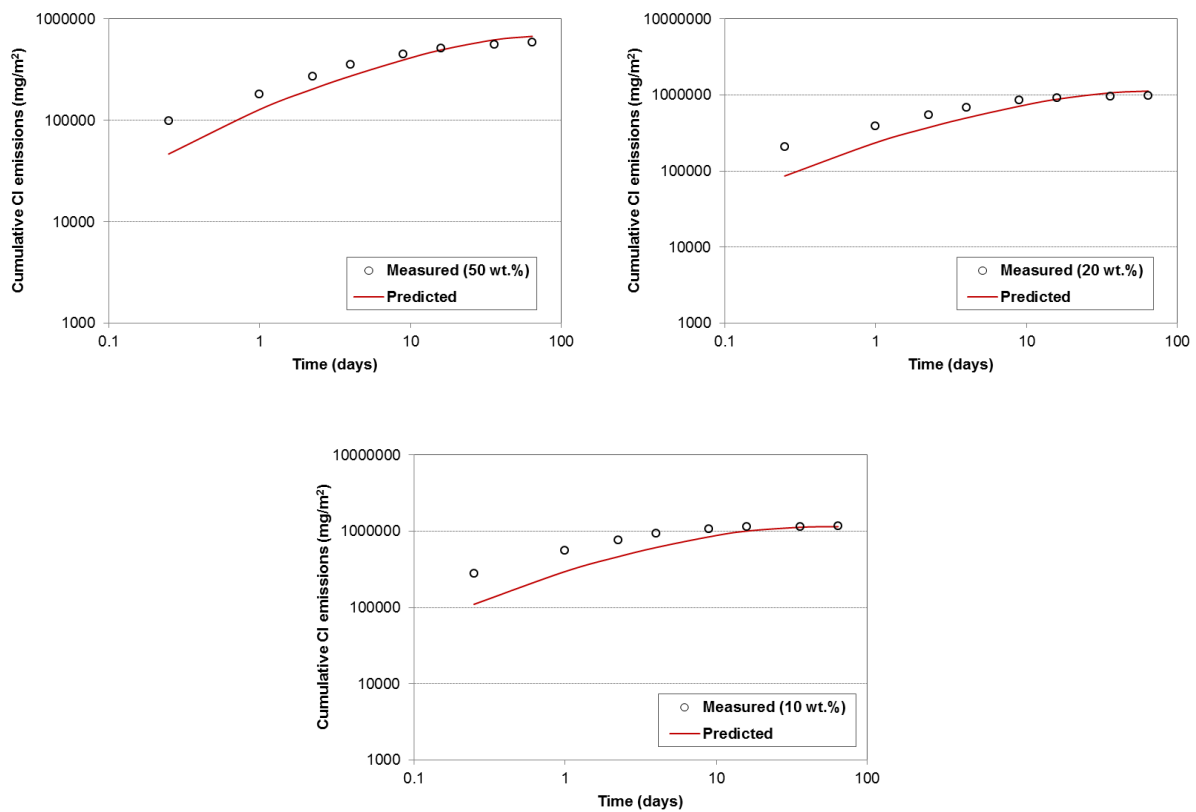 1000000
100000
10000
1000
Cumulative Cl emissions (mg/m²)
Measured (50 wt.%)
Predicted
0.1 1 10 100
Time (days)
10000000
1000000
100000
10000
1000
Cumulative Cl emissions (mg/m²)
Measured (20 wt.%)
Predicted
0.1 1 10 100
Time (days)
10000000
1000000
100000
10000
1000
Cumulative Cl emissions (mg/m²)
Measured (10 wt.%)
Predicted
0.1 1 10 100
Time (days)